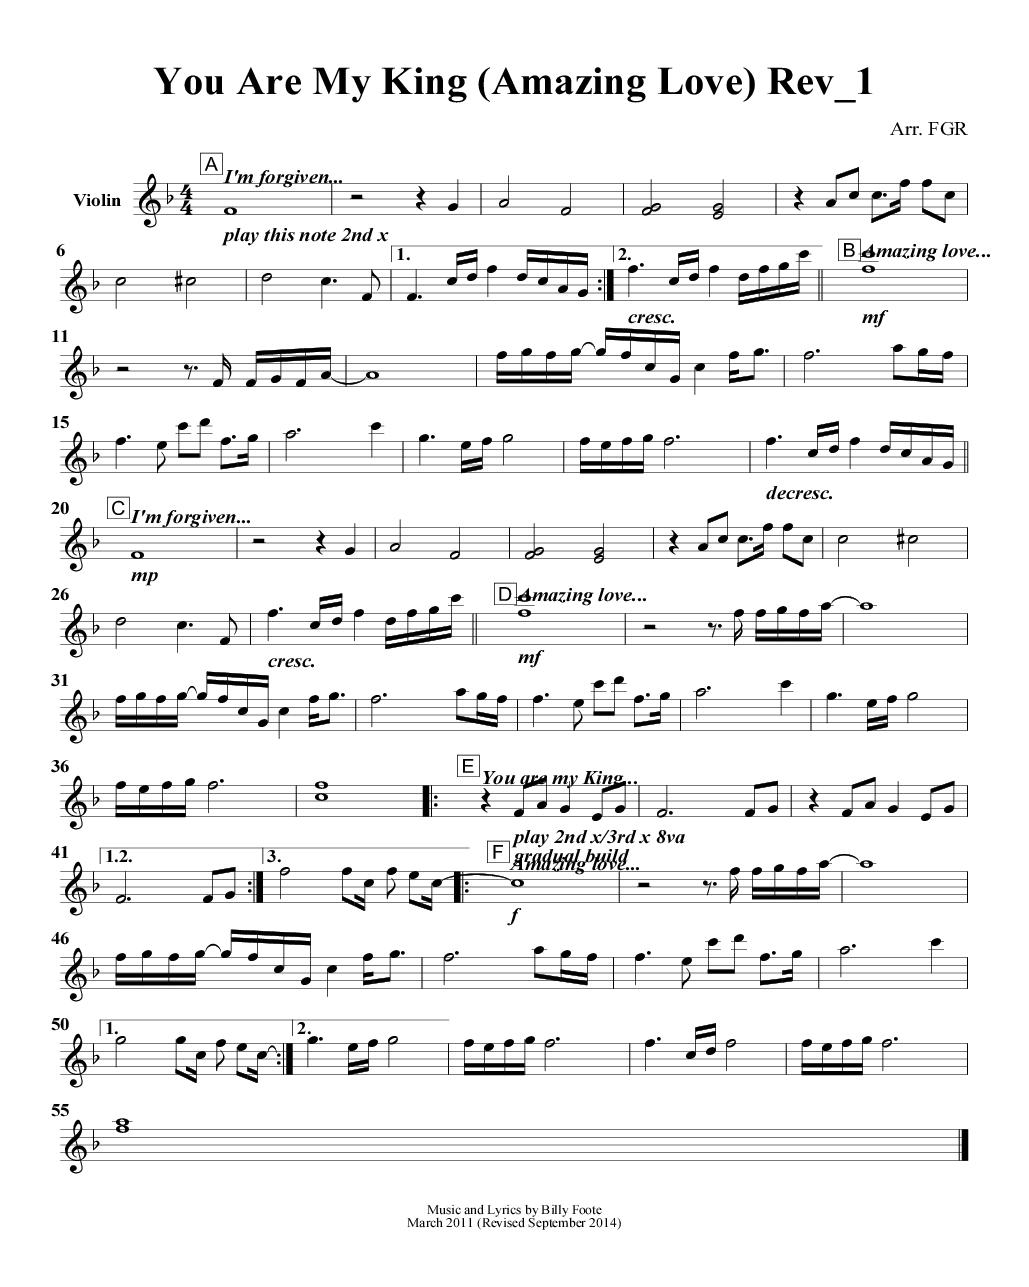 You Are My King (Amazing Love) Rev_1
Arr. FGR
A I'm forgiven...
Violin
4
4
play this note 2nd x
6
1.
2.
B Amazing love...
cresc.
mf
11
15
decresc.
20
C I'm forgiven...
mp
26
D Amazing love...
cresc.
mf
31
36
E You are my King...
play 2nd x/3rd x 8va
gradual build
41
1.2.
3.
F Amazing love...
f
46
50
1.
2.
55
Music and Lyrics by Billy Foote
March 2011 (Revised September 2014)